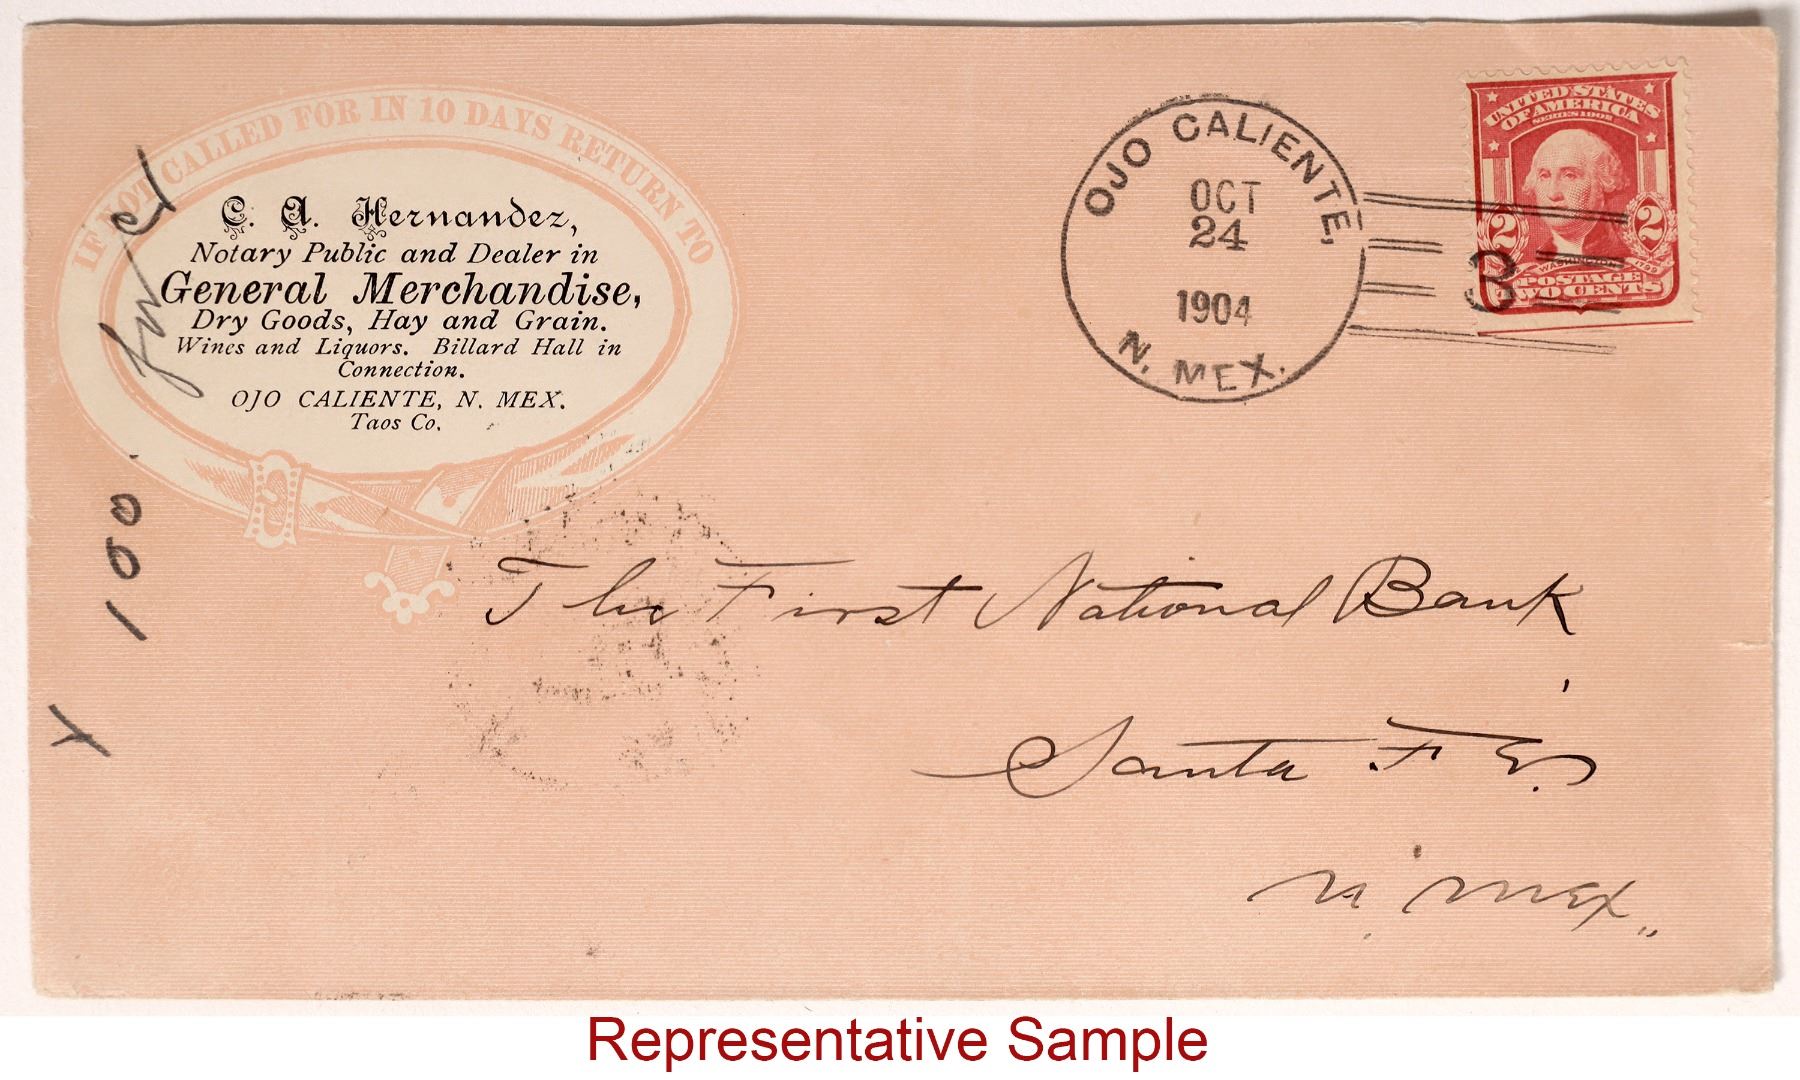 IF NOT CALLED FOR IN 10 DAYS RETURN TO
C. A. Hernandez,
Notary Public and Dealer in
General Merchandise,
Dry Goods, Hay and Grain.
Wines and Liquors. Billard Hall in
Connection.
OJO CALIENTE, N. MEX.
Taos Co.
OJO CALIENTE,
OCT
24
1904
N. MEX.
3
UNITED STATES
OF AMERICA
SERIES 1902
2 2
WASHINGTON
POSTAGE
TWO CENTS
100.
The First National Bank
Santa Fe
N. Mex.
Representative Sample